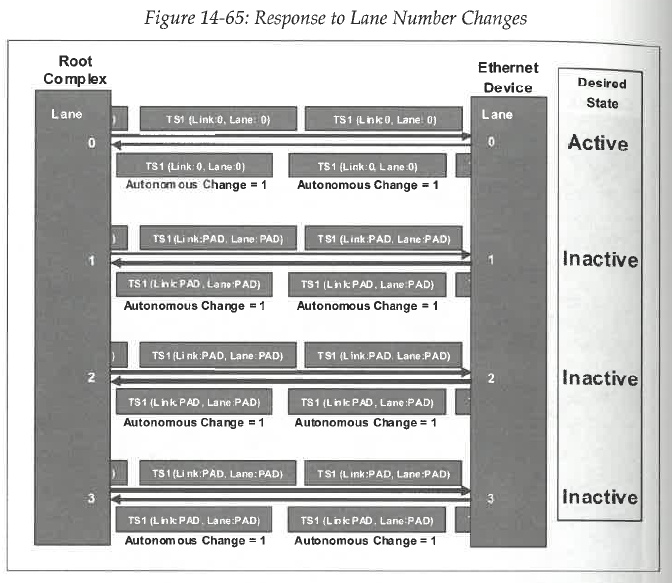 Figure 14-65: Response to Lane Number Changes
Root Complex
Ethernet Device
Desired State
Lane
Lane
) TS1 (Link:0, Lane: 0) TS1 (Link:0, Lane: 0)
0 0 Active
TS1 (Link:0, Lane:0) TS1 (Link:0, Lane:0)
Autonomous Change = 1 Autonomous Change = 1
) TS1 (Link:PAD, Lane:PAD) TS1 (Link:PAD, Lane:PAD)
1 1 Inactive
TS1 (Link:PAD, Lane:PAD) TS1 (Link:PAD, Lane:PAD)
Autonomous Change = 1 Autonomous Change = 1
) TS1 (Link:PAD, Lane:PAD) TS1 (Link:PAD, Lane:PAD)
2 2 Inactive
TS1 (Link:PAD, Lane:PAD) TS1 (Link:PAD, Lane:PAD)
Autonomous Change = 1 Autonomous Change = 1
) TS1 (Link:PAD, Lane:PAD) TS1 (Link:PAD, Lane:PAD)
3 3 Inactive
TS1 (Link:PAD, Lane:PAD) TS1 (Link:PAD, Lane:PAD)
Autonomous Change = 1 Autonomous Change = 1